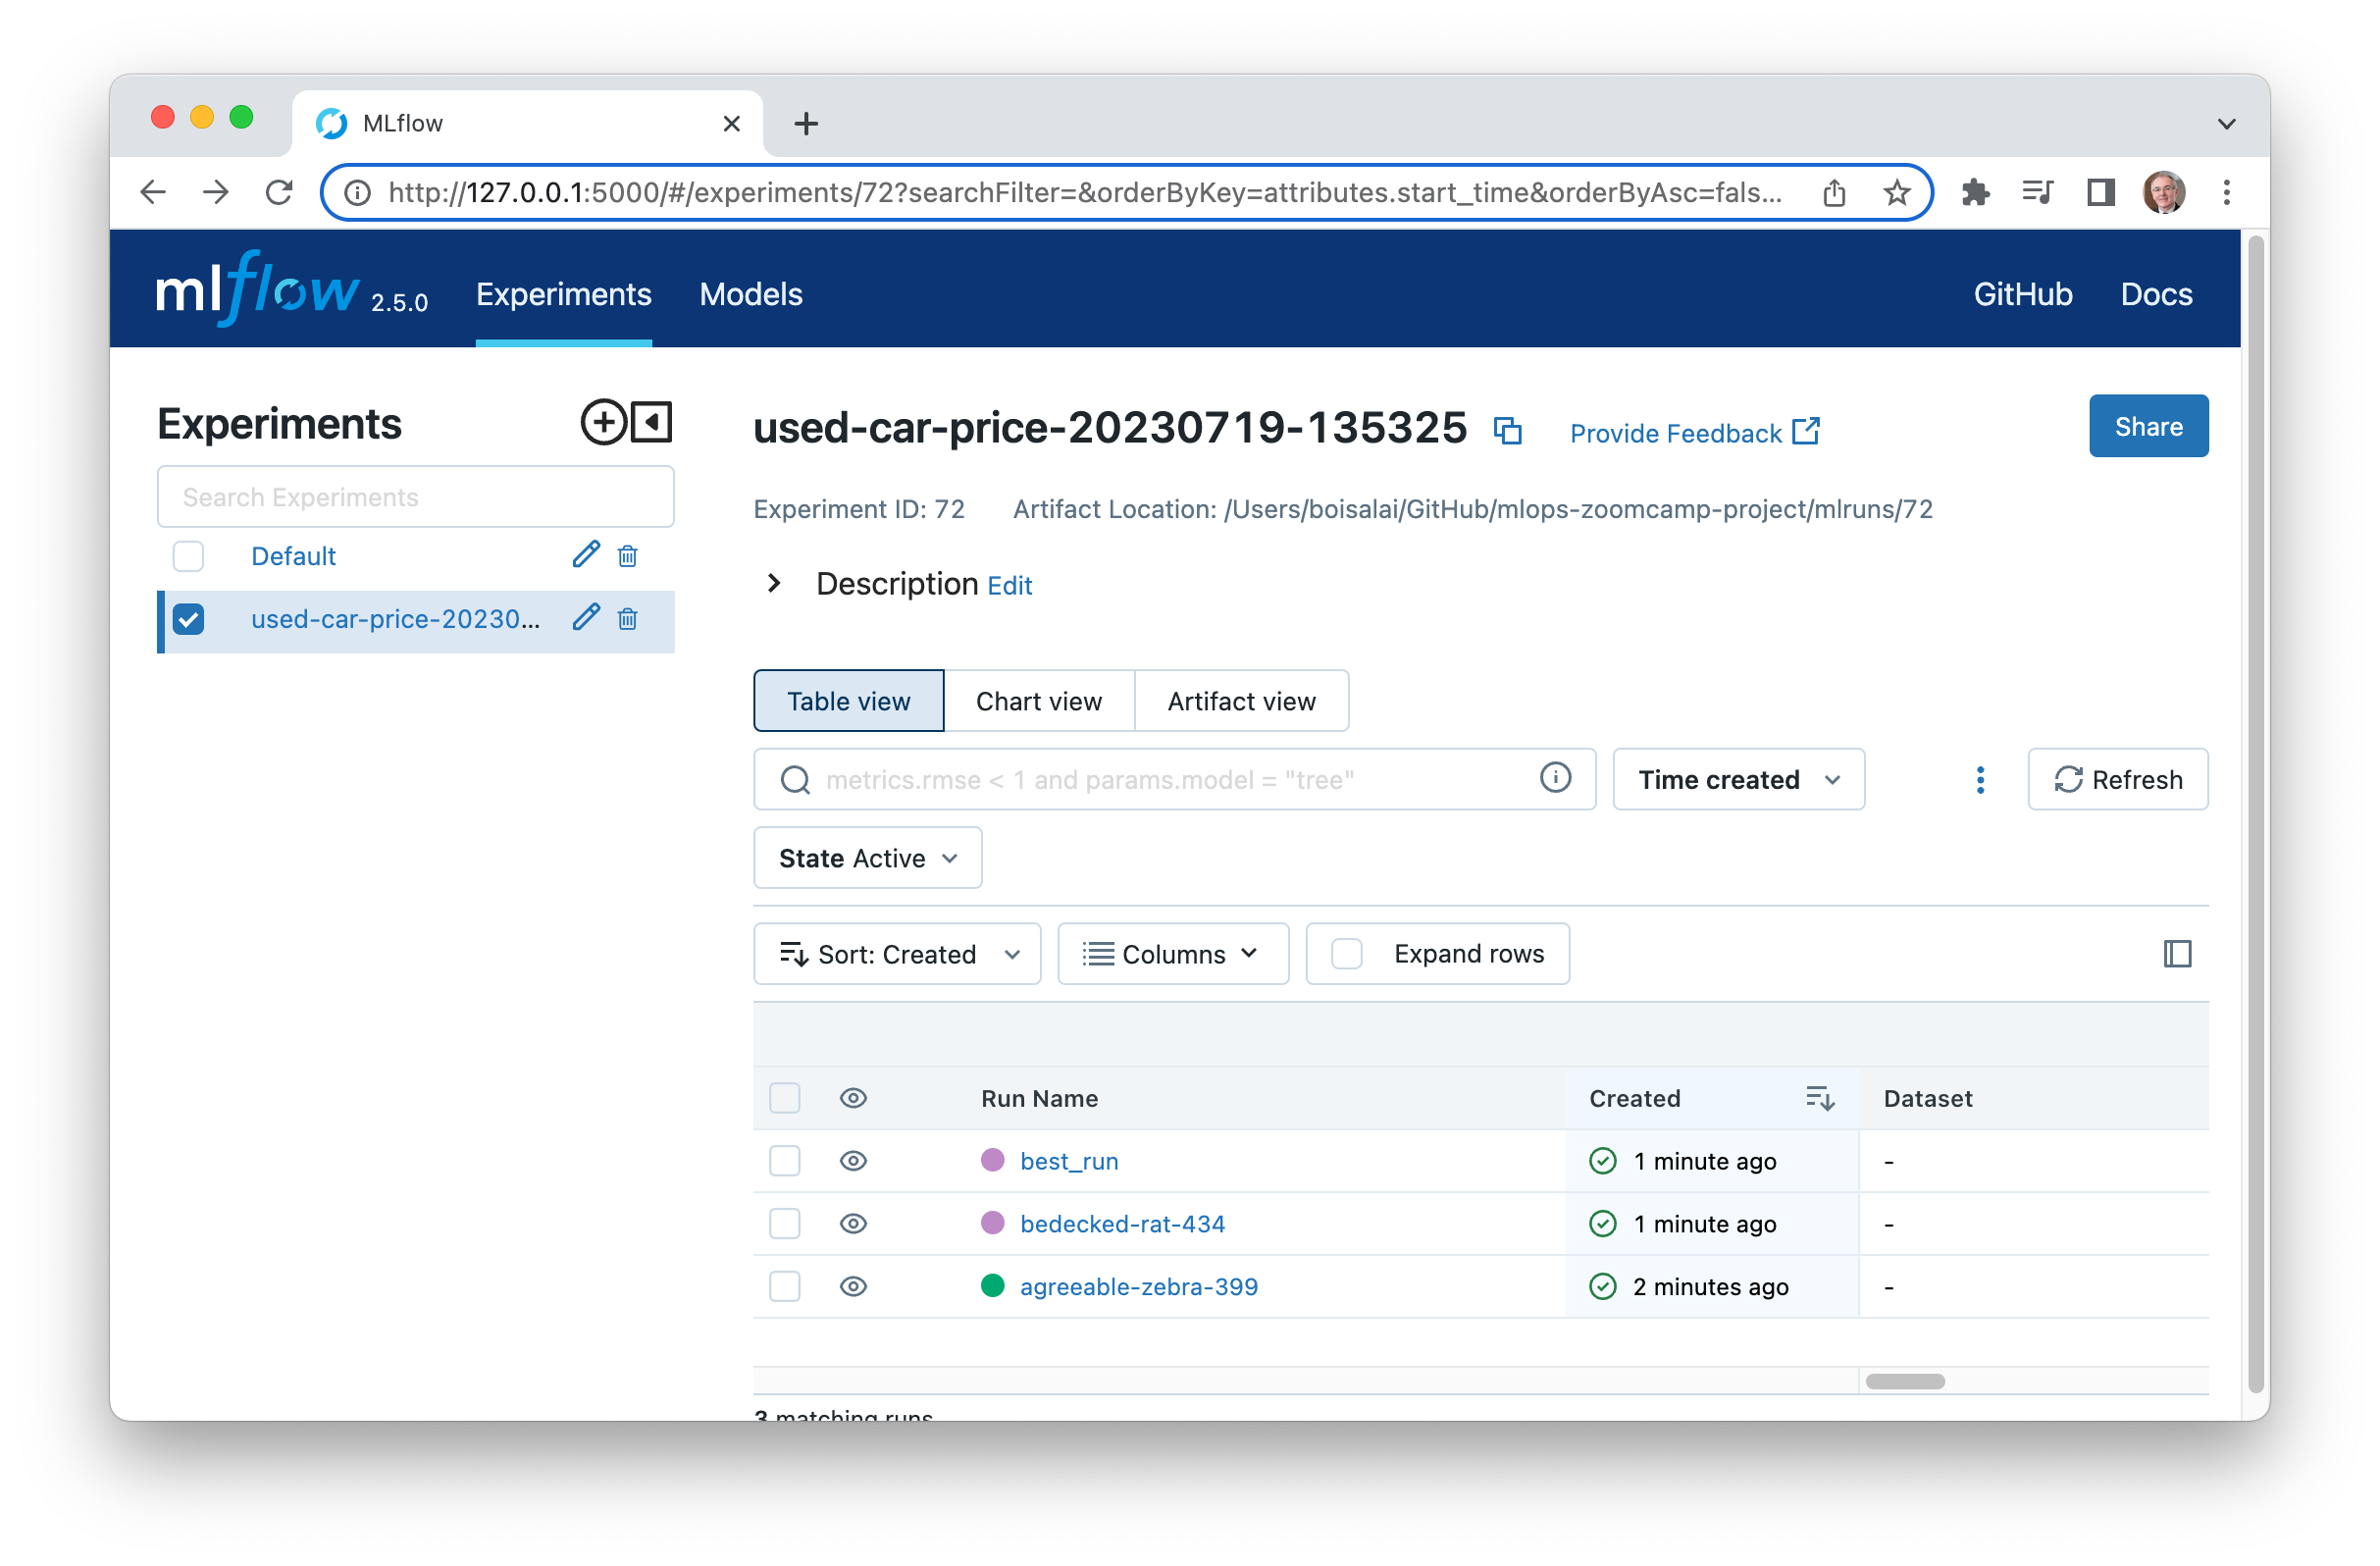 MLflow
http://127.0.0.1:5000/#/experiments/72?searchFilter=&orderByKey=attributes.start_time&orderByAsc=fals...
mlflow 2.5.0 Experiments Models GitHub Docs
Experiments
Search Experiments
Default
used-car-price-20230...
used-car-price-20230719-135325 Provide Feedback Share
Experiment ID: 72 Artifact Location: /Users/boisalai/GitHub/mlops-zoomcamp-project/mlruns/72
Description Edit
Table view Chart view Artifact view
metrics.rmse < 1 and params.model = "tree" Time created Refresh
State Active
Sort: Created Columns Expand rows
Run Name Created Dataset
best_run 1 minute ago -
bedecked-rat-434 1 minute ago -
agreeable-zebra-399 2 minutes ago -
3 matching runs